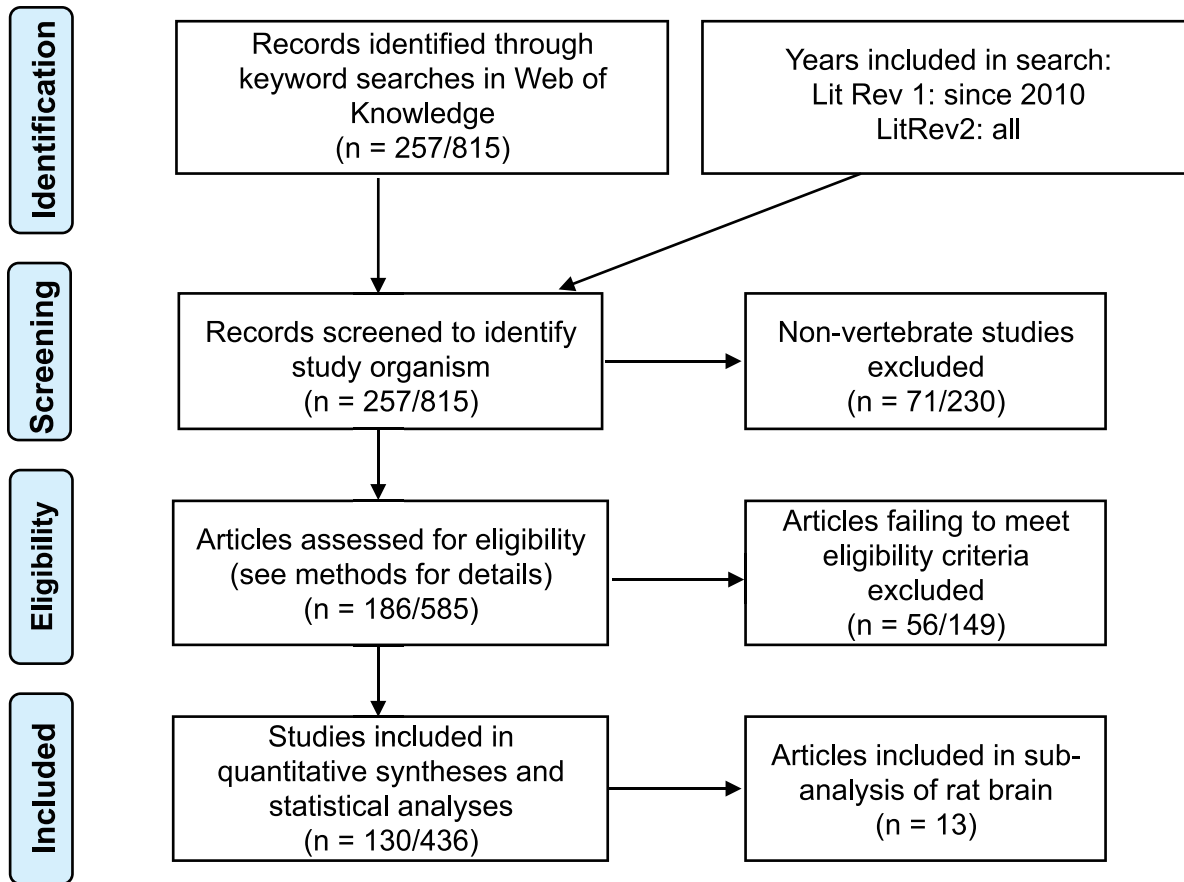 Identification
Records identified through
keyword searches in Web of
Knowledge
(n = 257/815)
Years included in search:
Lit Rev 1: since 2010
LitRev2: all
Screening
Records screened to identify
study organism
(n = 257/815)
Non-vertebrate studies
excluded
(n = 71/230)
Eligibility
Articles assessed for eligibility
(see methods for details)
(n = 186/585)
Articles failing to meet
eligibility criteria
excluded
(n = 56/149)
Included
Studies included in
quantitative syntheses and
statistical analyses
(n = 130/436)
Articles included in sub-
analysis of rat brain
(n = 13)